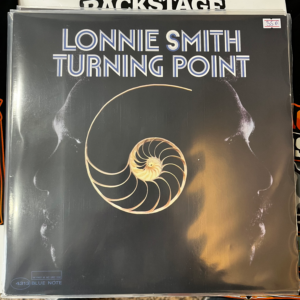 BACKSTAGE
LONNIE SMITH
TURNING POINT